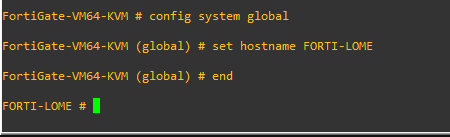 FortiGate-VM64-KVM # config system global
FortiGate-VM64-KVM (global) # set hostname FORTI-LOME
FortiGate-VM64-KVM (global) # end
FORTI-LOME #